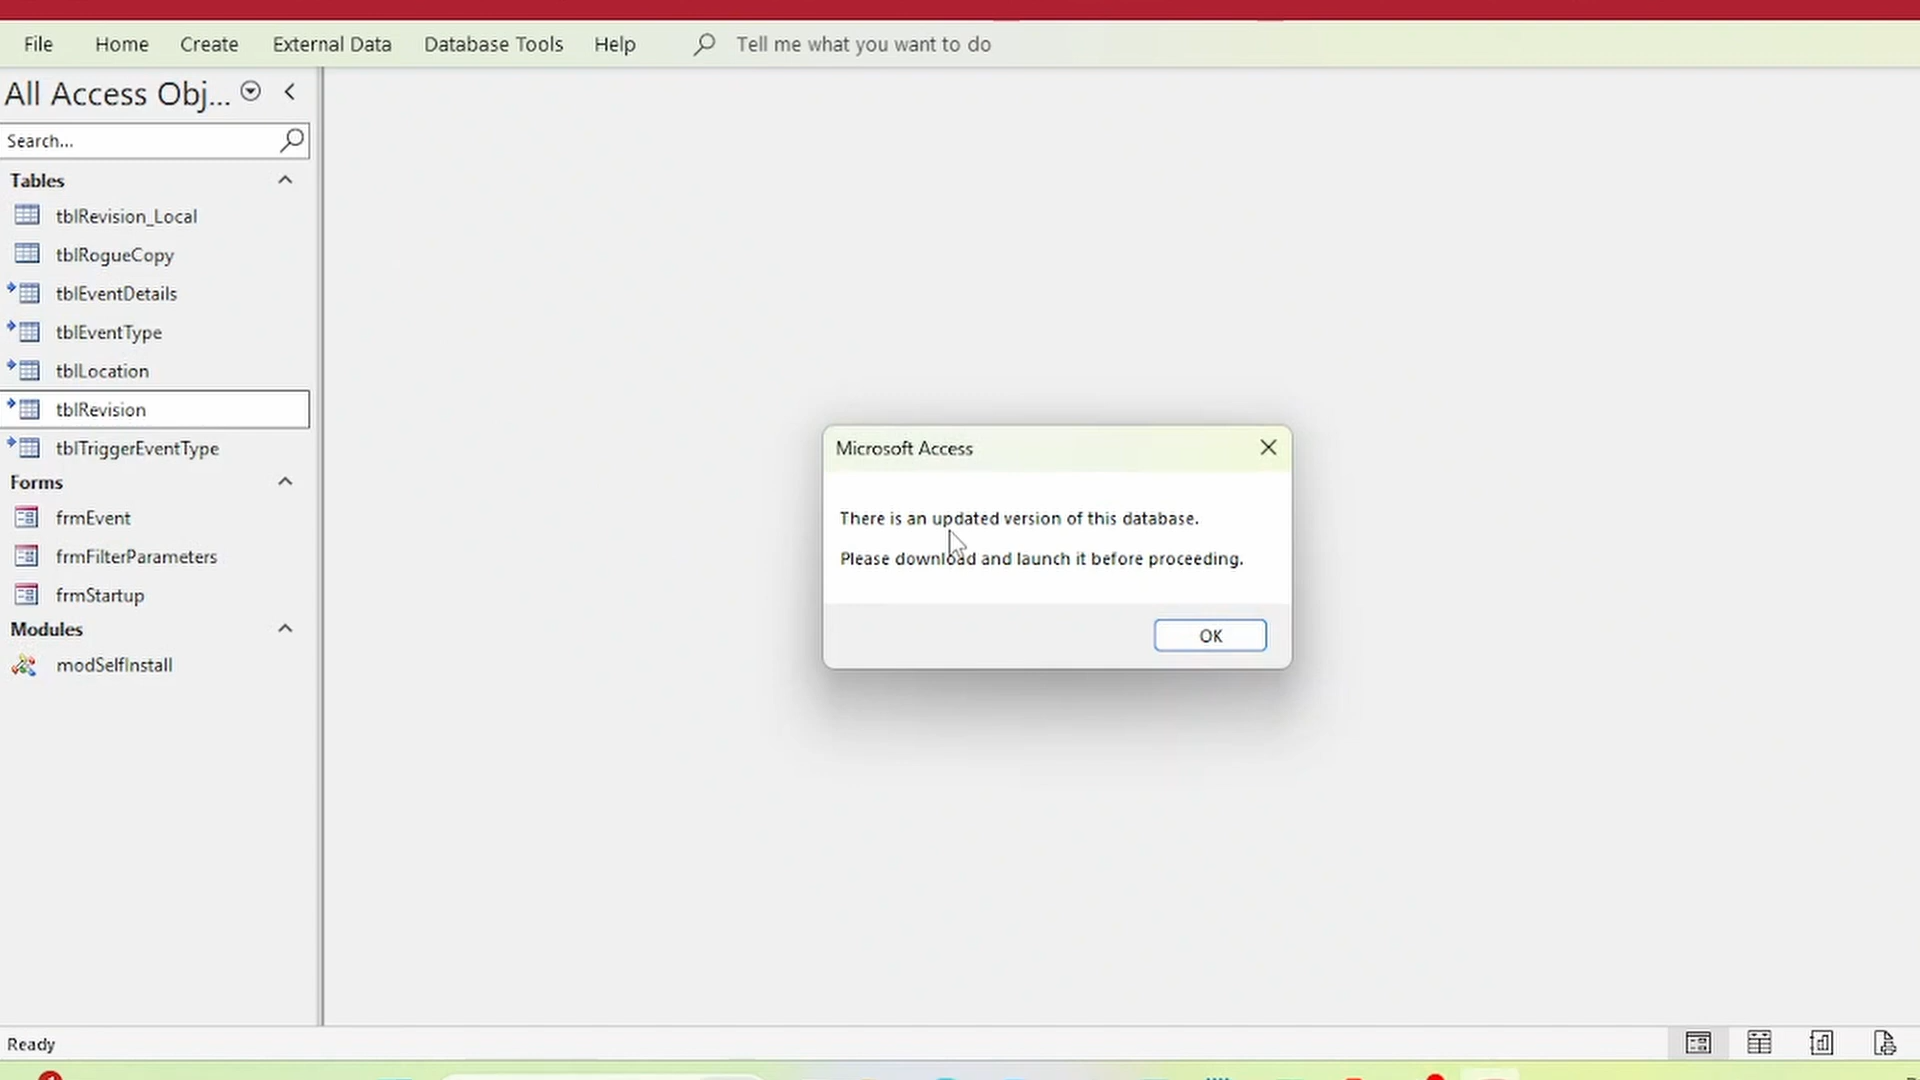 File Home Create External Data Database Tools Help Tell me what you want to do
All Access Obj...
Search...
Tables
tblRevision_Local
tblRogueCopy
tblEventDetails
tblEventType
tblLocation
tblRevision
tblTriggerEventType
Forms
frmEvent
frmFilterParameters
frmStartup
Modules
modSelfInstall
Microsoft Access
There is an updated version of this database.
Please download and launch it before proceeding.
OK
Ready